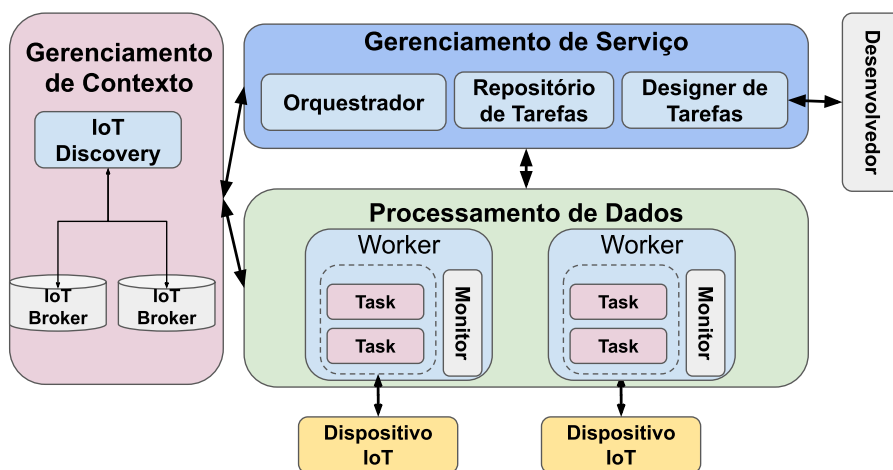 Gerenciamento
de Contexto
IoT
Discovery
IoT
Broker
IoT
Broker
Gerenciamento de Serviço
Orquestrador
Repositório
de Tarefas
Designer de
Tarefas
Desenvolvedor
Processamento de Dados
Worker
Task
Task
Monitor
Worker
Task
Task
Monitor
Dispositivo
IoT
Dispositivo
IoT